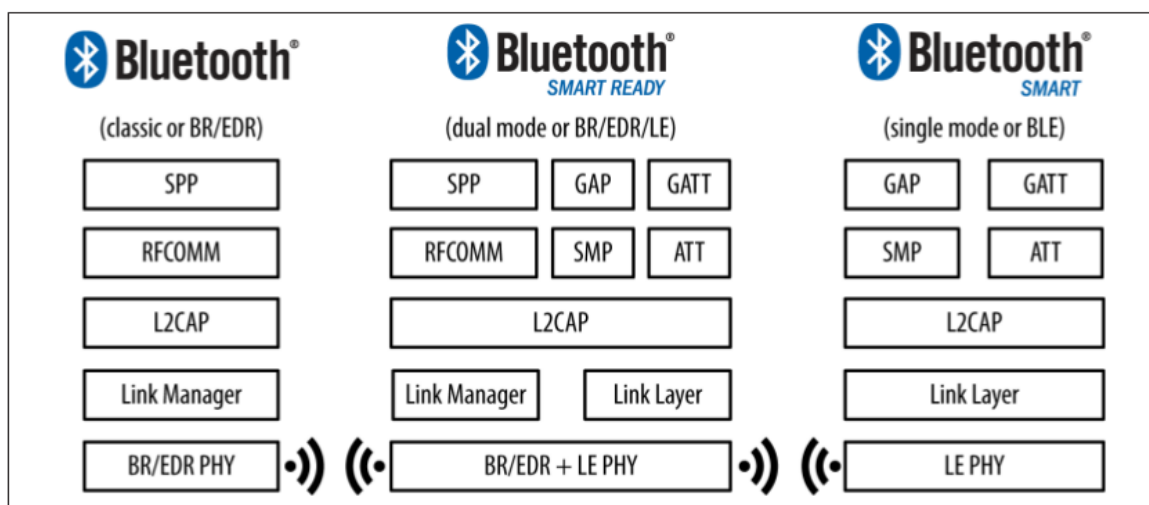 Bluetooth®
Bluetooth®
SMART READY
Bluetooth®
SMART
(classic or BR/EDR)
(dual mode or BR/EDR/LE)
(single mode or BLE)
SPP
SPP
GAP
GATT
GAP
GATT
RFCOMM
RFCOMM
SMP
ATT
SMP
ATT
L2CAP
L2CAP
L2CAP
Link Manager
Link Manager
Link Layer
Link Layer
BR/EDR PHY
BR/EDR + LE PHY
LE PHY